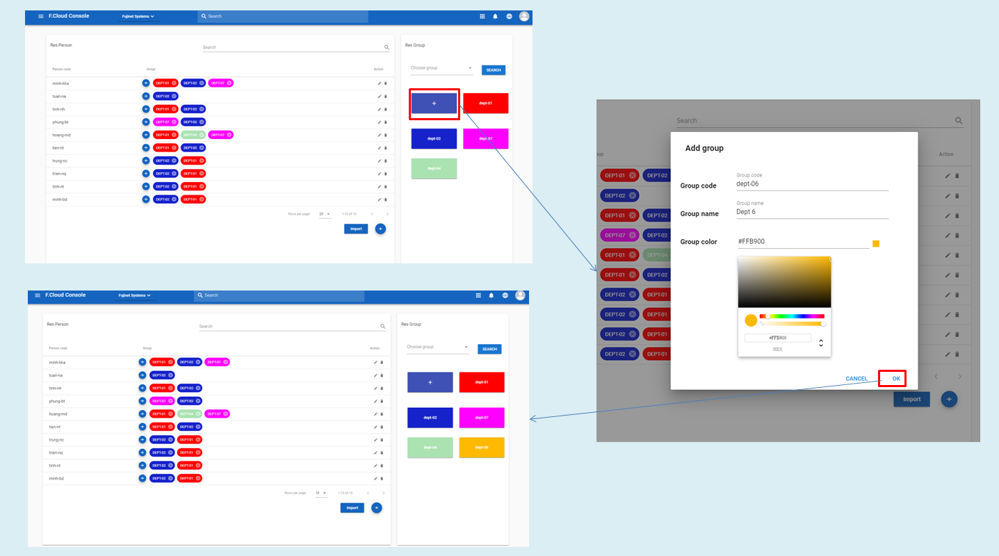 F.Cloud Console Fujinet Systems Search
Res Person
Search
Person code Group Action
minh-kka DEPT-01 DEPT-02 DEPT-07
tuan-na DEPT-02
tinh-nh DEPT-01 DEPT-02
phung-bt DEPT-07 DEPT-02
hoang-md DEPT-01 DEPT-04 DEPT-07
tien-nt DEPT-01 DEPT-02
trung-nc DEPT-02 DEPT-01
trien-nq DEPT-02 DEPT-01
tinh-nt DEPT-02 DEPT-01
minh-bd DEPT-02 DEPT-01
Rows per page: 25 1-10 of 10
Import +
Res Group
Choose group SEARCH
+ dept-01
dept-02 dept-07
dept-04
Search
oup Action
DEPT-01 DEPT-02
DEPT-02
DEPT-01 DEPT-02
DEPT-07 DEPT-02
DEPT-01 DEPT-04
DEPT-01 DEPT-02
DEPT-02 DEPT-01
DEPT-02 DEPT-01
DEPT-02 DEPT-01
DEPT-02 DEPT-01
Import +
Add group
Group code
Group code dept-06
Group name
Group name Dept 6
Group color #FFB900
#FFB900
HEX
CANCEL OK
F.Cloud Console Fujinet Systems Search
Res Person
Search
Person code Group Action
minh-kka DEPT-01 DEPT-02 DEPT-07
tuan-na DEPT-02
tinh-nh DEPT-01 DEPT-02
phung-bt DEPT-07 DEPT-02
hoang-md DEPT-01 DEPT-04 DEPT-07
tien-nt DEPT-01 DEPT-02
trung-nc DEPT-02 DEPT-01
trien-nq DEPT-02 DEPT-01
tinh-nt DEPT-02 DEPT-01
minh-bd DEPT-02 DEPT-01
Rows per page: 10 1-10 of 10
Import +
Res Group
Choose group SEARCH
+ dept-01
dept-02 dept-07
dept-04 dept-06